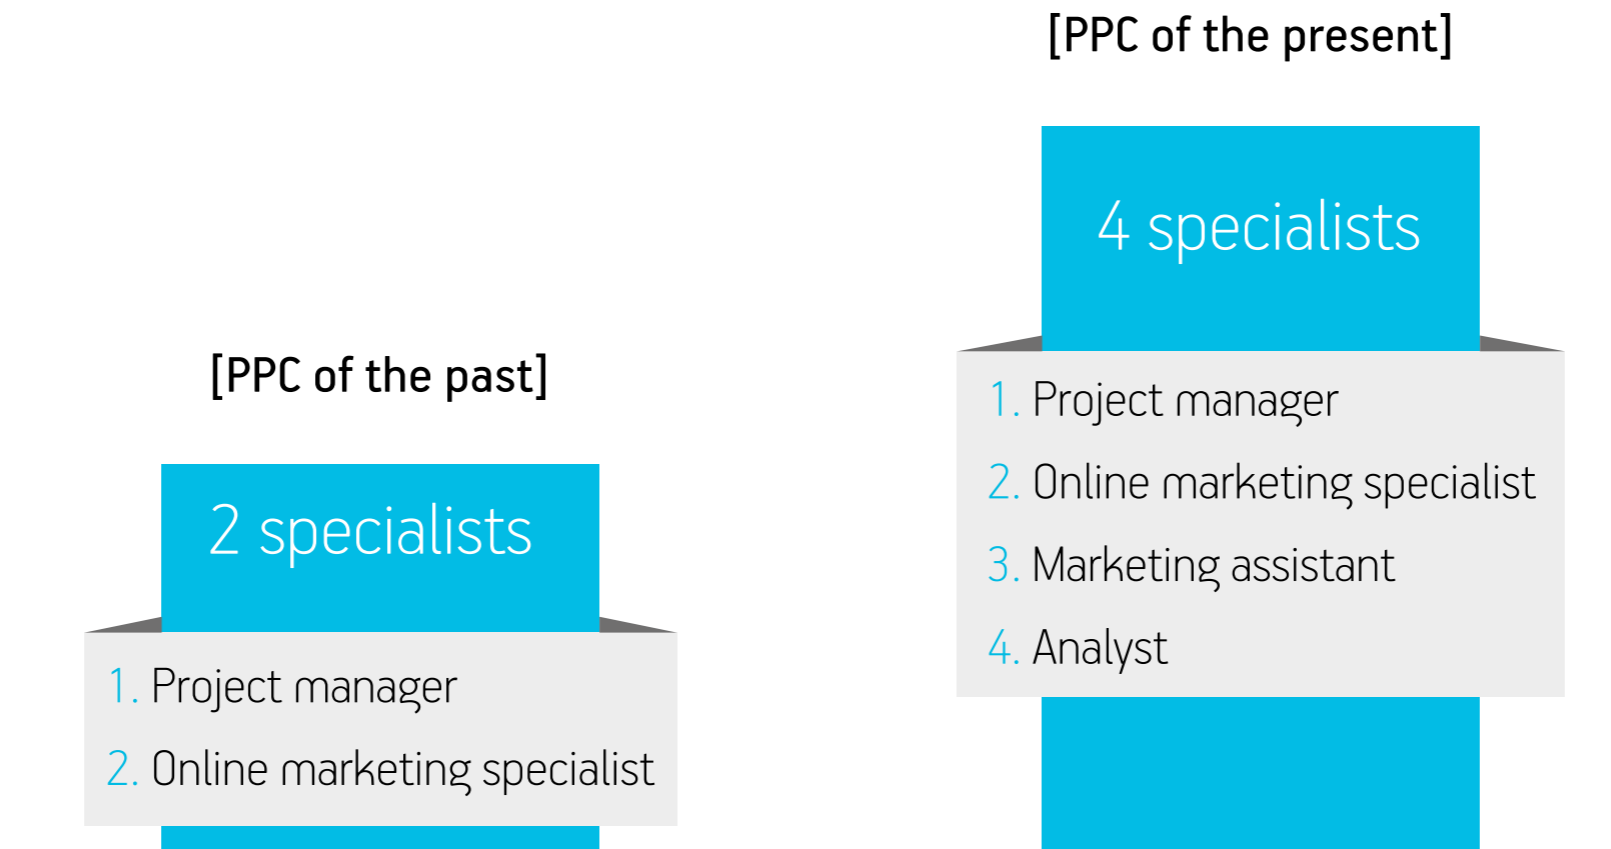 [PPC of the past]
2 specialists
1. Project manager
2. Online marketing specialist
[PPC of the present]
4 specialists
1. Project manager
2. Online marketing specialist
3. Marketing assistant
4. Analyst